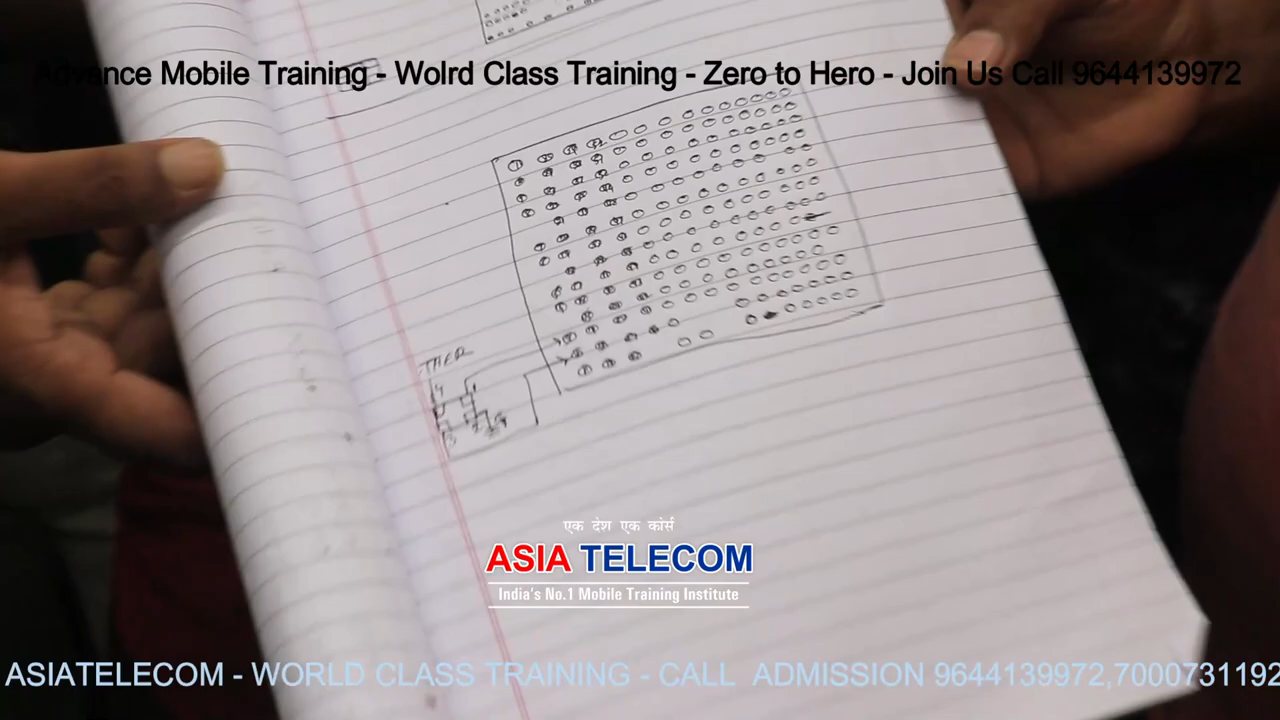 Advance Mobile Training - Wolrd Class Training - Zero to Hero - Join Us Call 9644139972
THER
एक दंश एक कोर्स
ASIA TELECOM
India's No.1 Mobile Training Institute
ASIATELECOM - WORLD CLASS TRAINING - CALL ADMISSION 9644139972,7000731192